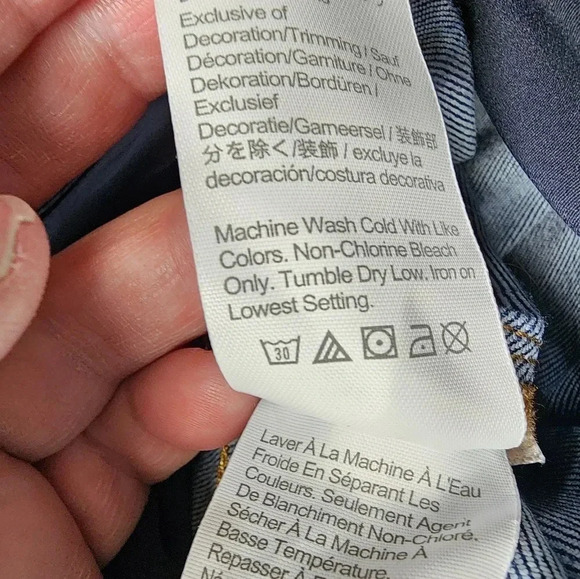 Exclusive of
Decoration/Trimming / Sauf
Décoration/Garniture / Ohne
Dekoration/Bordüren /
Exclusief
Decoratie/Garneersel / 装飾部
分を除く/装飾 / excluye la
decoración/costura decorativa
Machine Wash Cold With Like
Colors. Non-Chlorine Bleach
Only. Tumble Dry Low. Iron on
Lowest Setting.
30
Laver À La Machine À L'Eau
Froide En Séparant Les
Couleurs. Seulement Agent
De Blanchiment Non-Chloré.
Sécher À La Machine À
Basse Température.
Repasser À